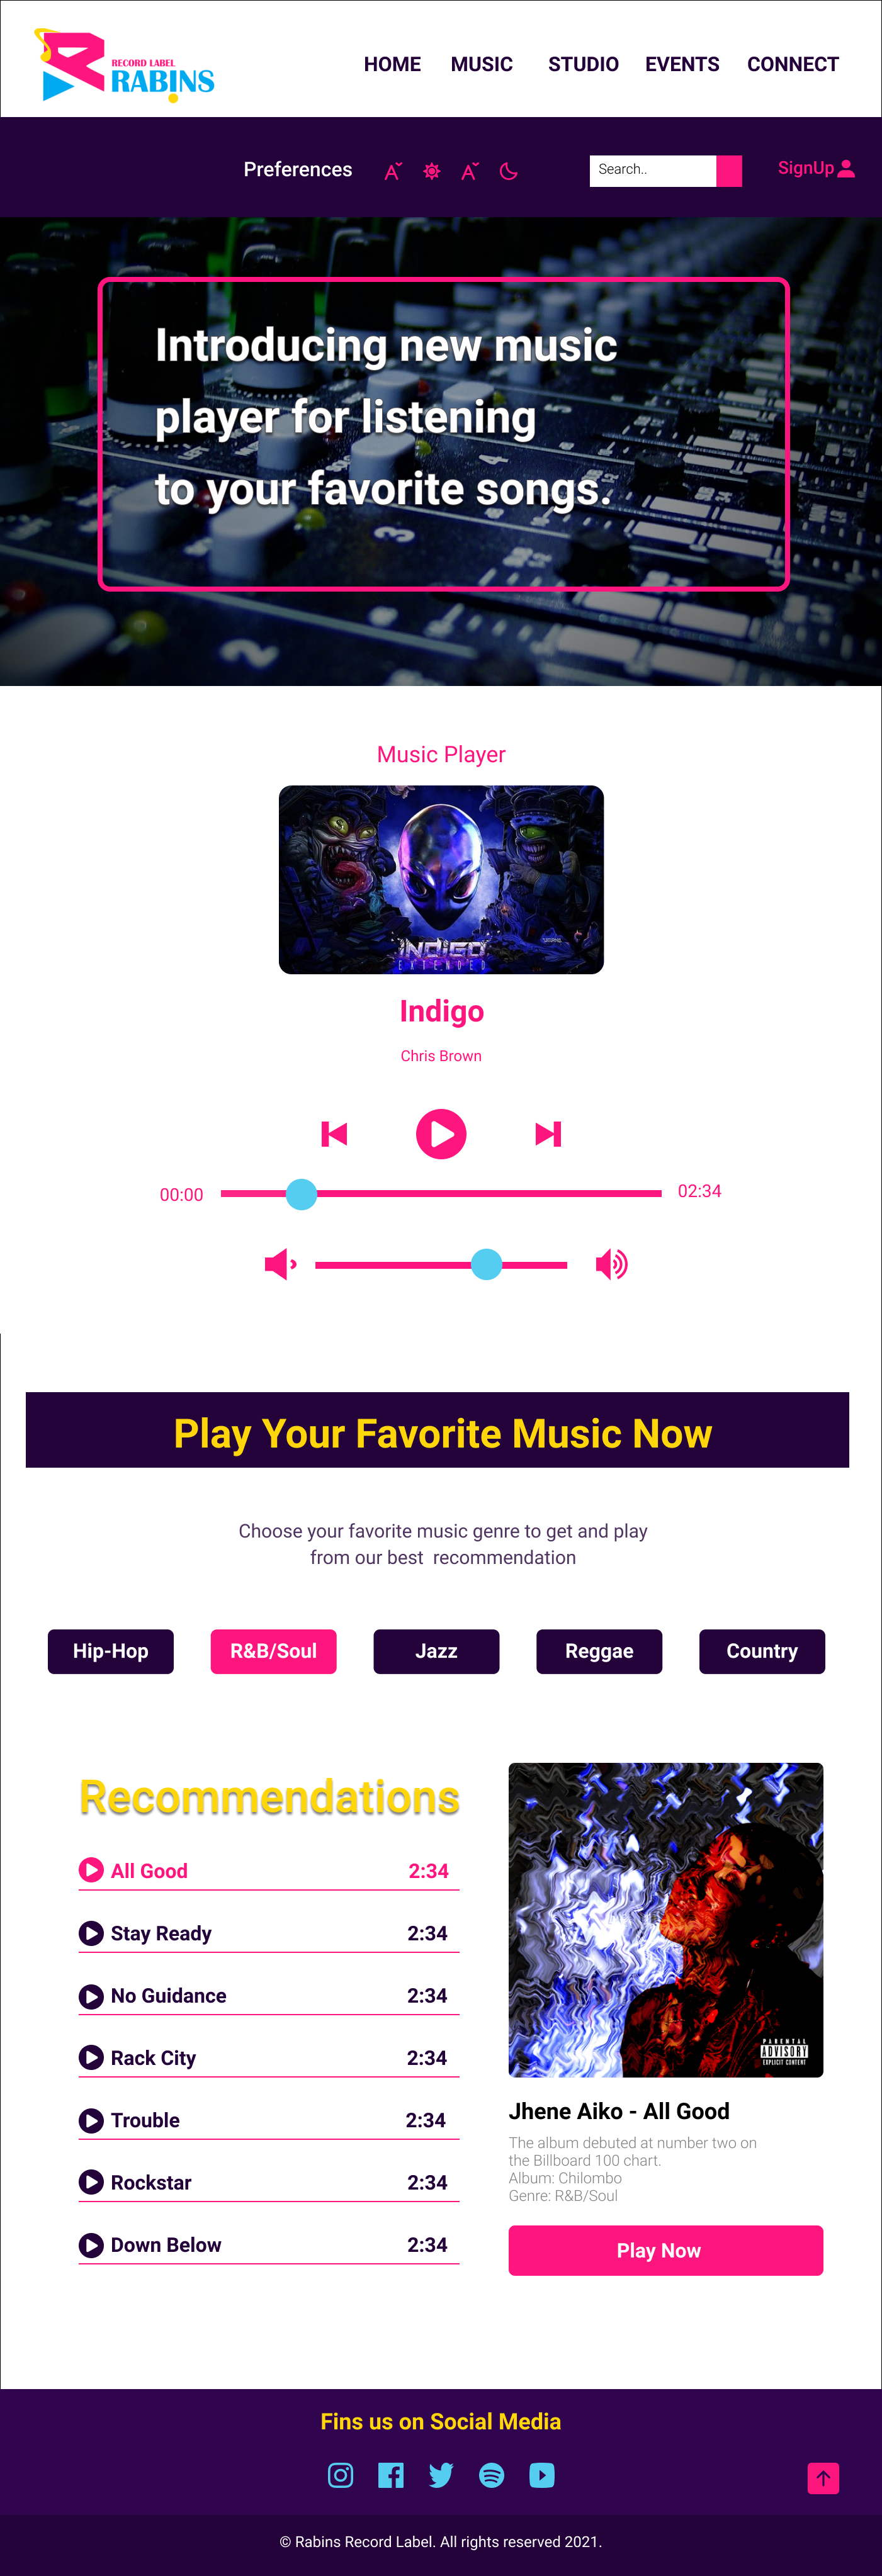 RECORD LABEL
RABINS
HOME MUSIC STUDIO EVENTS CONNECT
Preferences
Search..
SignUp
Introducing new music
player for listening
to your favorite songs.
Music Player
INDIGO
EXTENDED
Indigo
Chris Brown
00:00
02:34
Play Your Favorite Music Now
Choose your favorite music genre to get and play
from our best recommendation
Hip-Hop
R&B/Soul
Jazz
Reggae
Country
Recommendations
All Good 2:34
Stay Ready 2:34
No Guidance 2:34
Rack City 2:34
Trouble 2:34
Rockstar 2:34
Down Below 2:34
PARENTAL
ADVISORY
EXPLICIT CONTENT
Jhene Aiko - All Good
The album debuted at number two on
the Billboard 100 chart.
Album: Chilombo
Genre: R&B/Soul
Play Now
Fins us on Social Media
© Rabins Record Label. All rights reserved 2021.